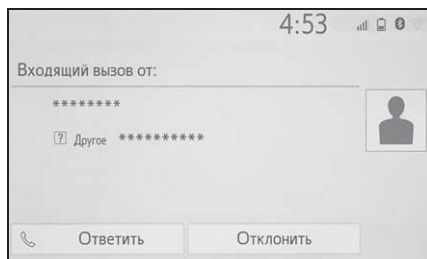 4:53
Входящий вызов от:
********
? Другое **********
Ответить
Отклонить